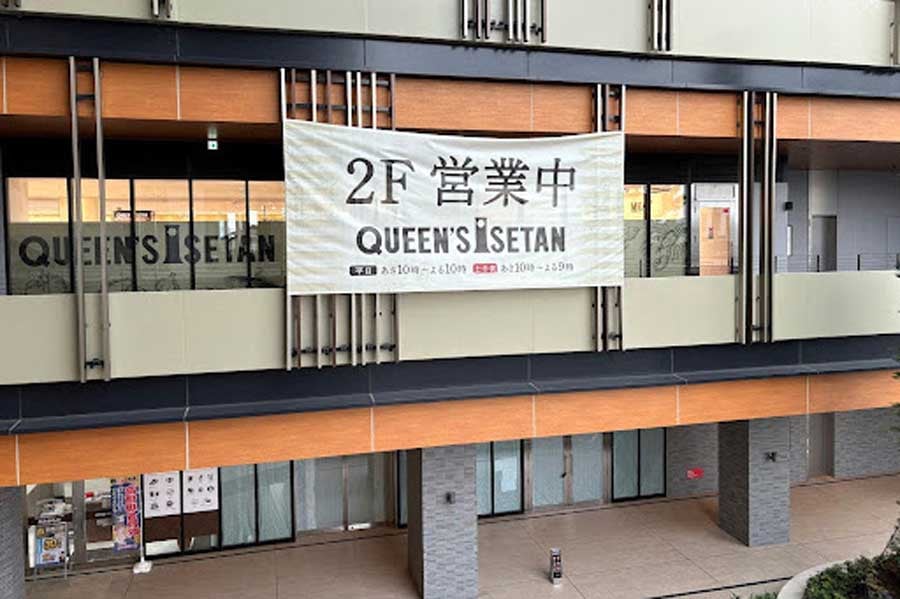 2F 営業中
QUEEN'S ISETAN
平日 あさ10時〜よる10時 土日祝 あさ10時〜よる9時
QUEEN'S ISETAN